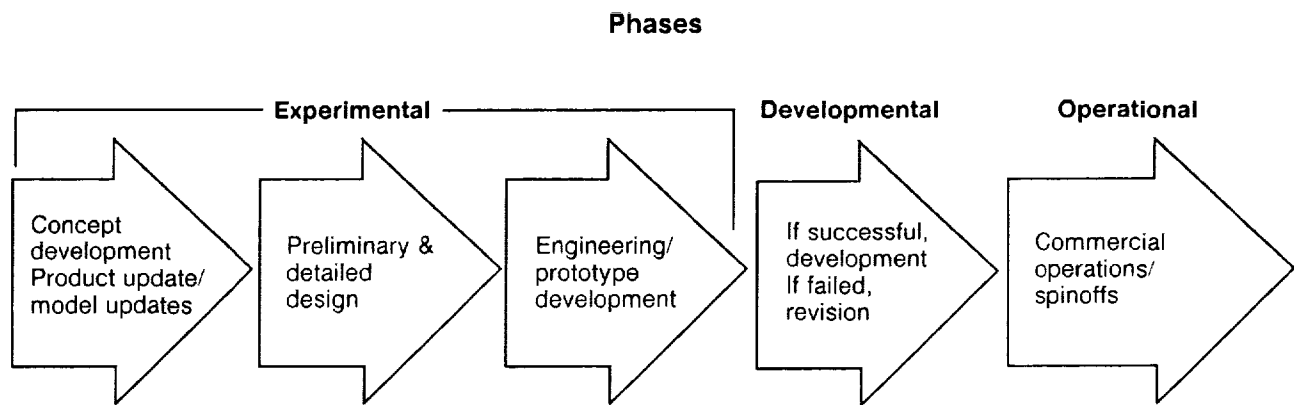 Phases
Experimental
Developmental
Operational
Concept
development
Product update/
model updates
Preliminary &
detailed
design
Engineering/
prototype
development
If successful,
development
If failed,
revision
Commercial
operations/
spinoffs